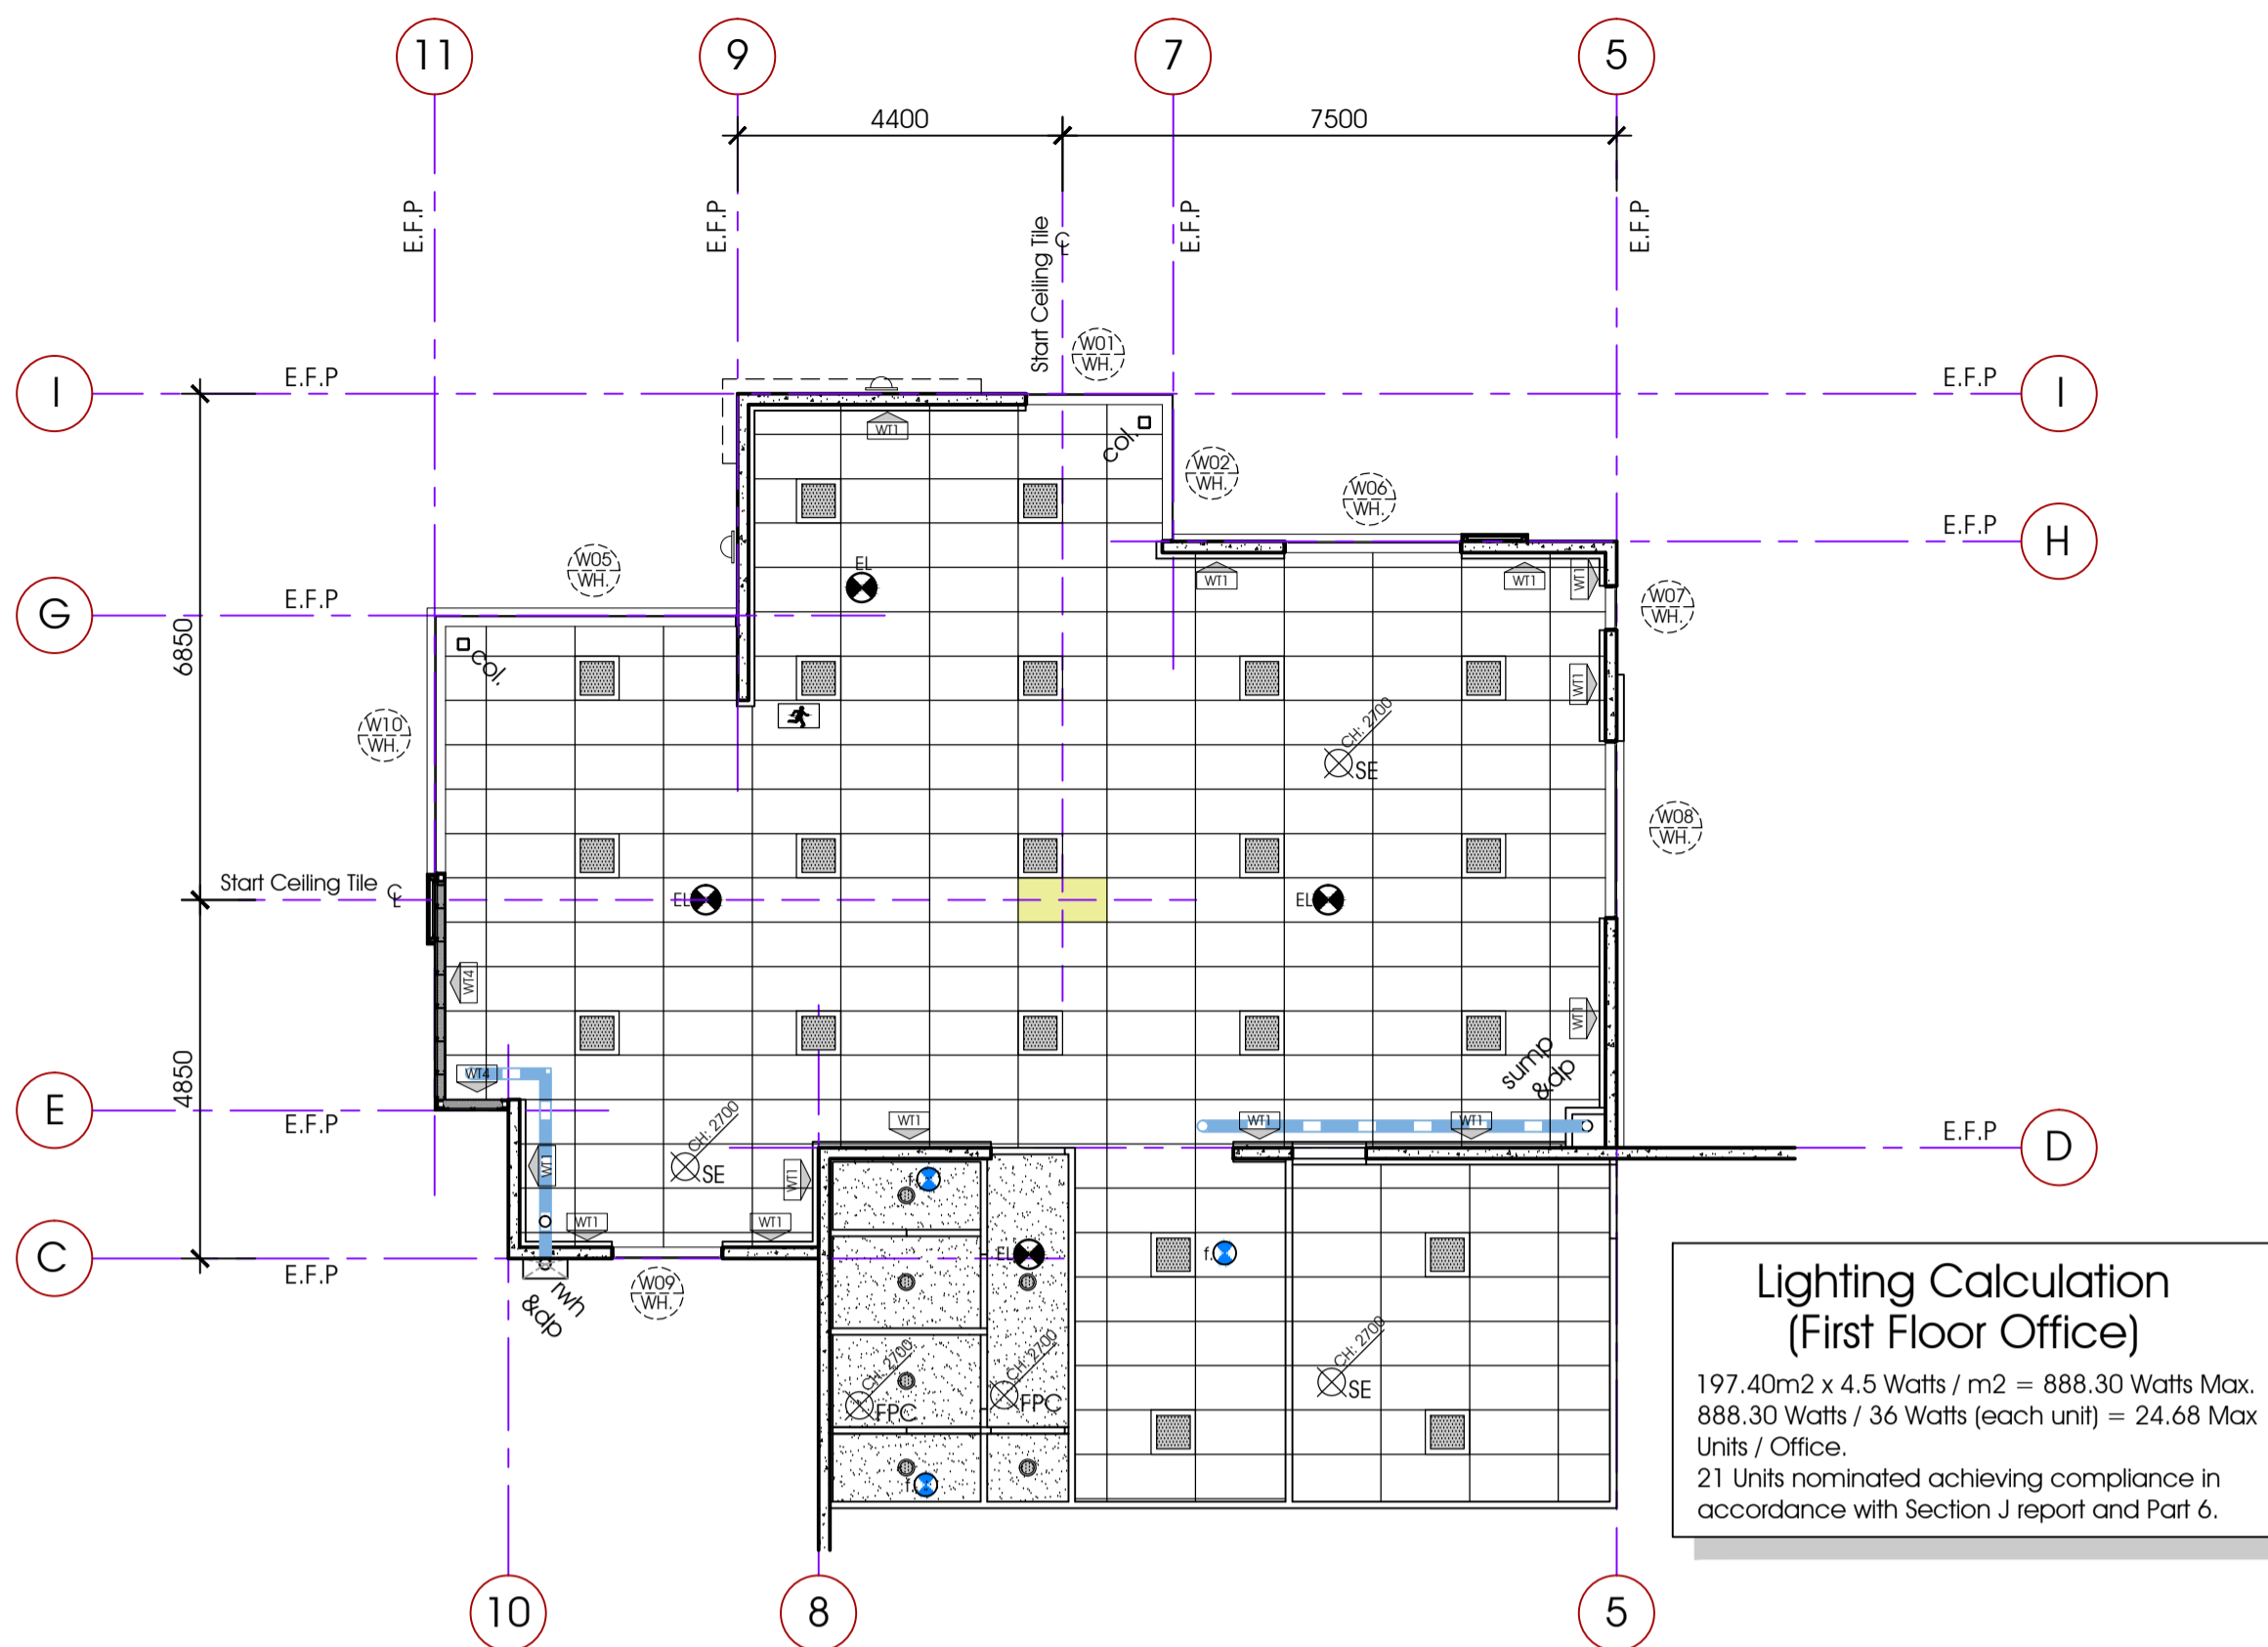 11
9
7
5
4400
7500
E.F.P
E.F.P
E.F.P
E.F.P
Start Ceiling Tile
CL
W01
WH.
I
E.F.P
E.F.P
I
WT1
col.
W02
WH.
W06
WH.
E.F.P
H
W05
WH.
EL
WT1
WT1
WT1
W07
WH.
G
E.F.P
6850
col.
WT1
W10
WH.
CH: 2700
SE
W08
WH.
Start Ceiling Tile
CL
EL
EL
WT4
WT1
sump
&dp
4850
WT4
E
E.F.P
CH: 2700
SE
WT1
WT1
WT1
WT1
WT1
E.F.P
D
WT1
WT1
f.
C
E.F.P
EL
f.
rwh
&dp
W09
WH.
CH: 2700
FPC
CH: 2700
FPC
CH: 2700
SE
f.
Lighting Calculation
(First Floor Office)
197.40m2 x 4.5 Watts / m2 = 888.30 Watts Max.
888.30 Watts / 36 Watts (each unit) = 24.68 Max
Units / Office.
21 Units nominated achieving compliance in
accordance with Section J report and Part 6.
10
8
5